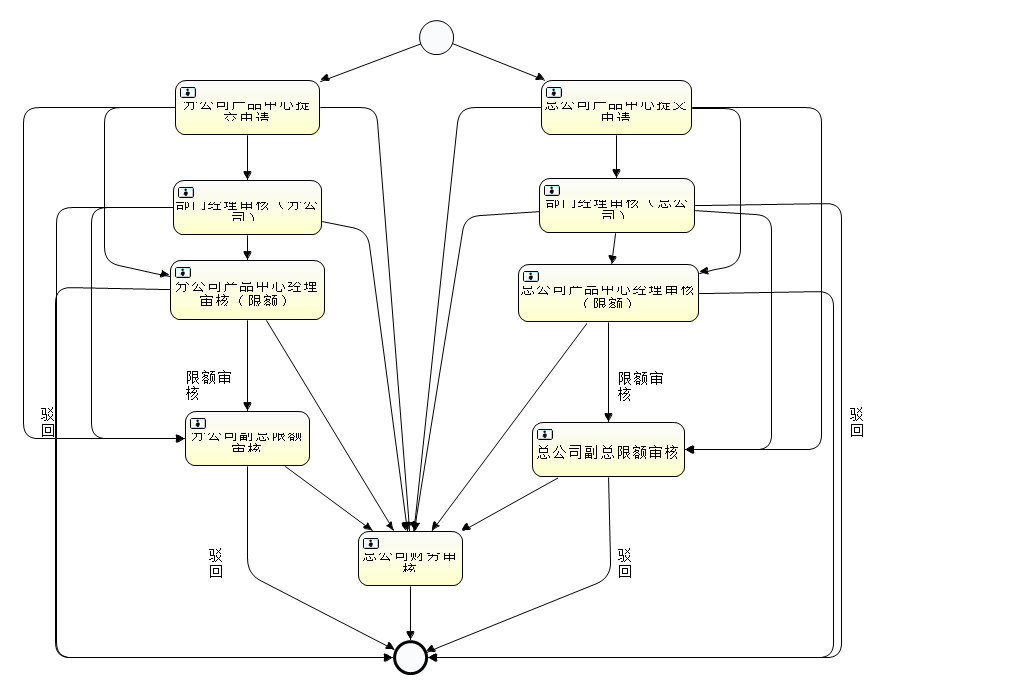 分公司产品中心提
交申请
总公司产品中心提交
申请
部门经理审核（分公
司）
部门经理审核（总公
司）
分公司产品中心经理
审核（限额）
总公司产品中心经理审核
（限额）
限额审
核
限额审
核
驳
回
驳
回
分公司副总限额
审核
总公司副总限额审核
总公司财务审
核
驳
回
驳
回